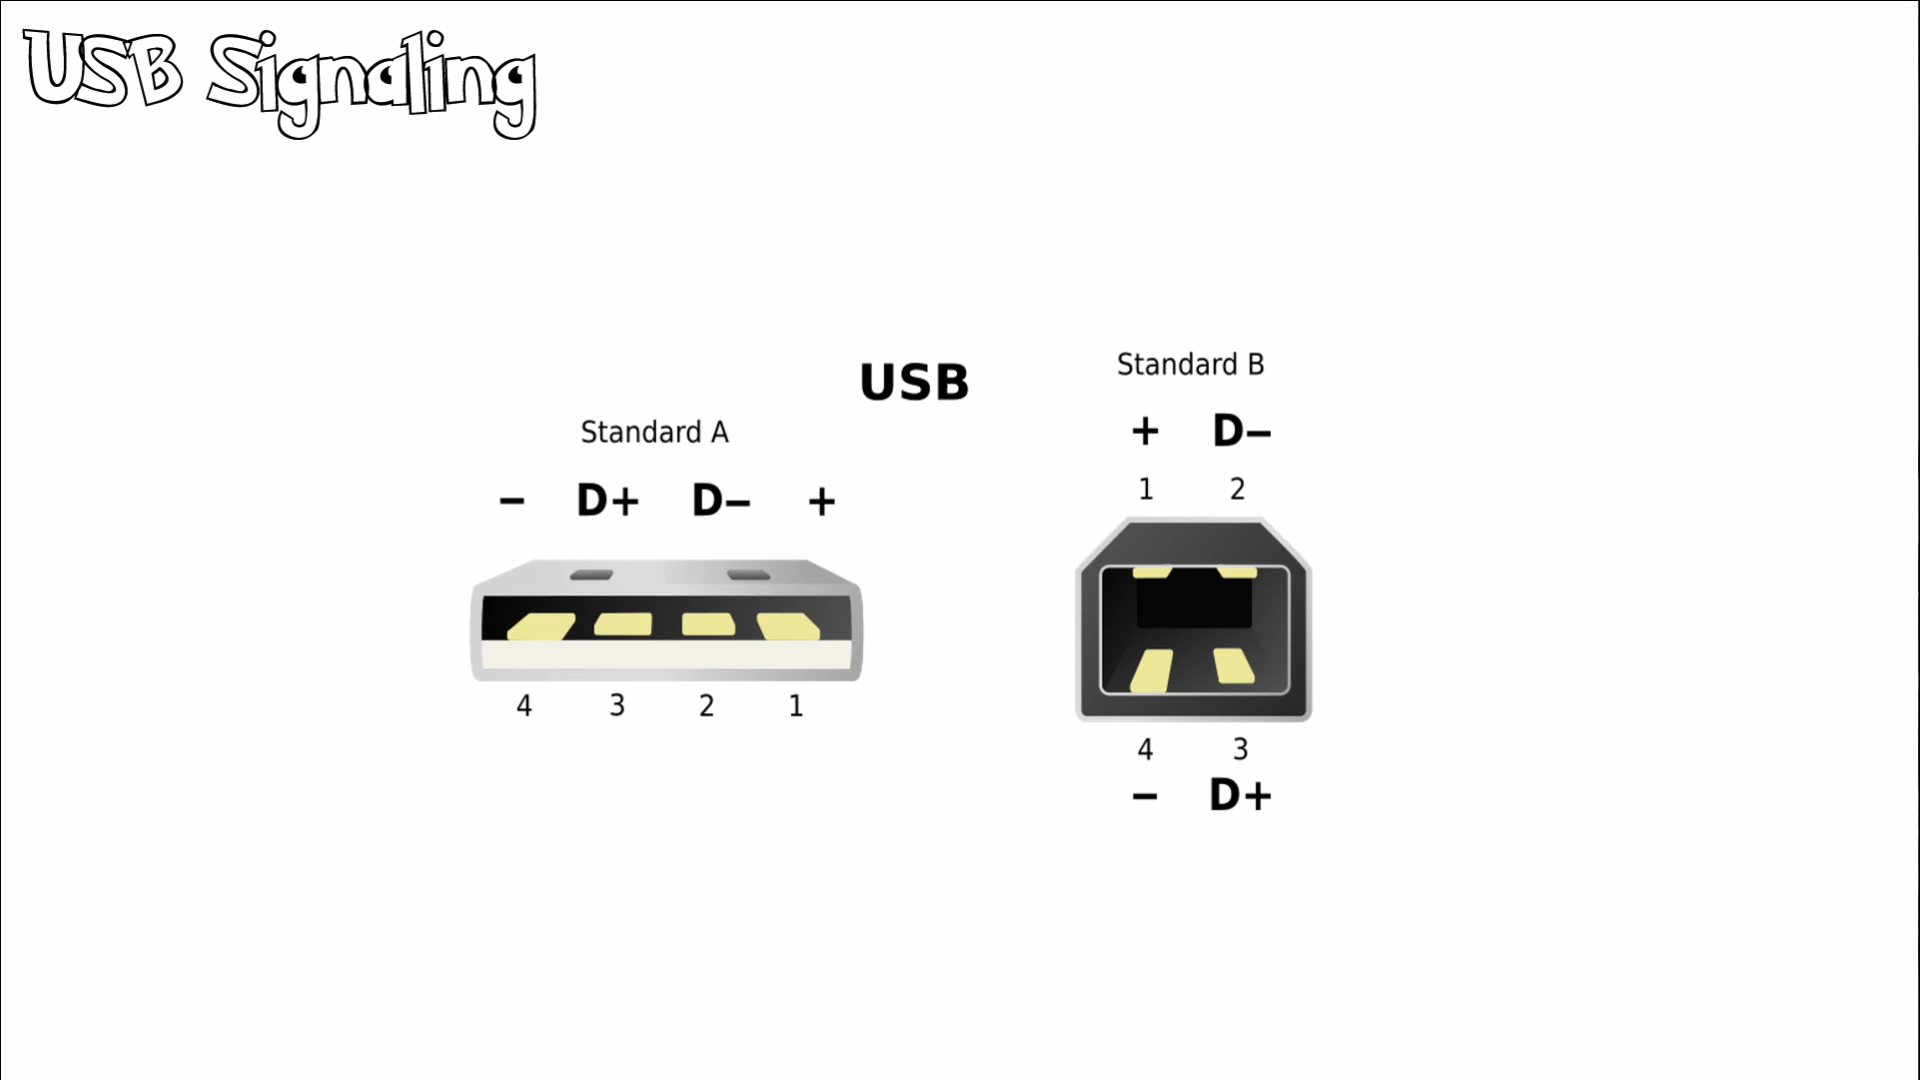 USB Signaling
USB
Standard A
– D+ D– +
4 3 2 1
Standard B
+ D–
1 2
4 3
– D+